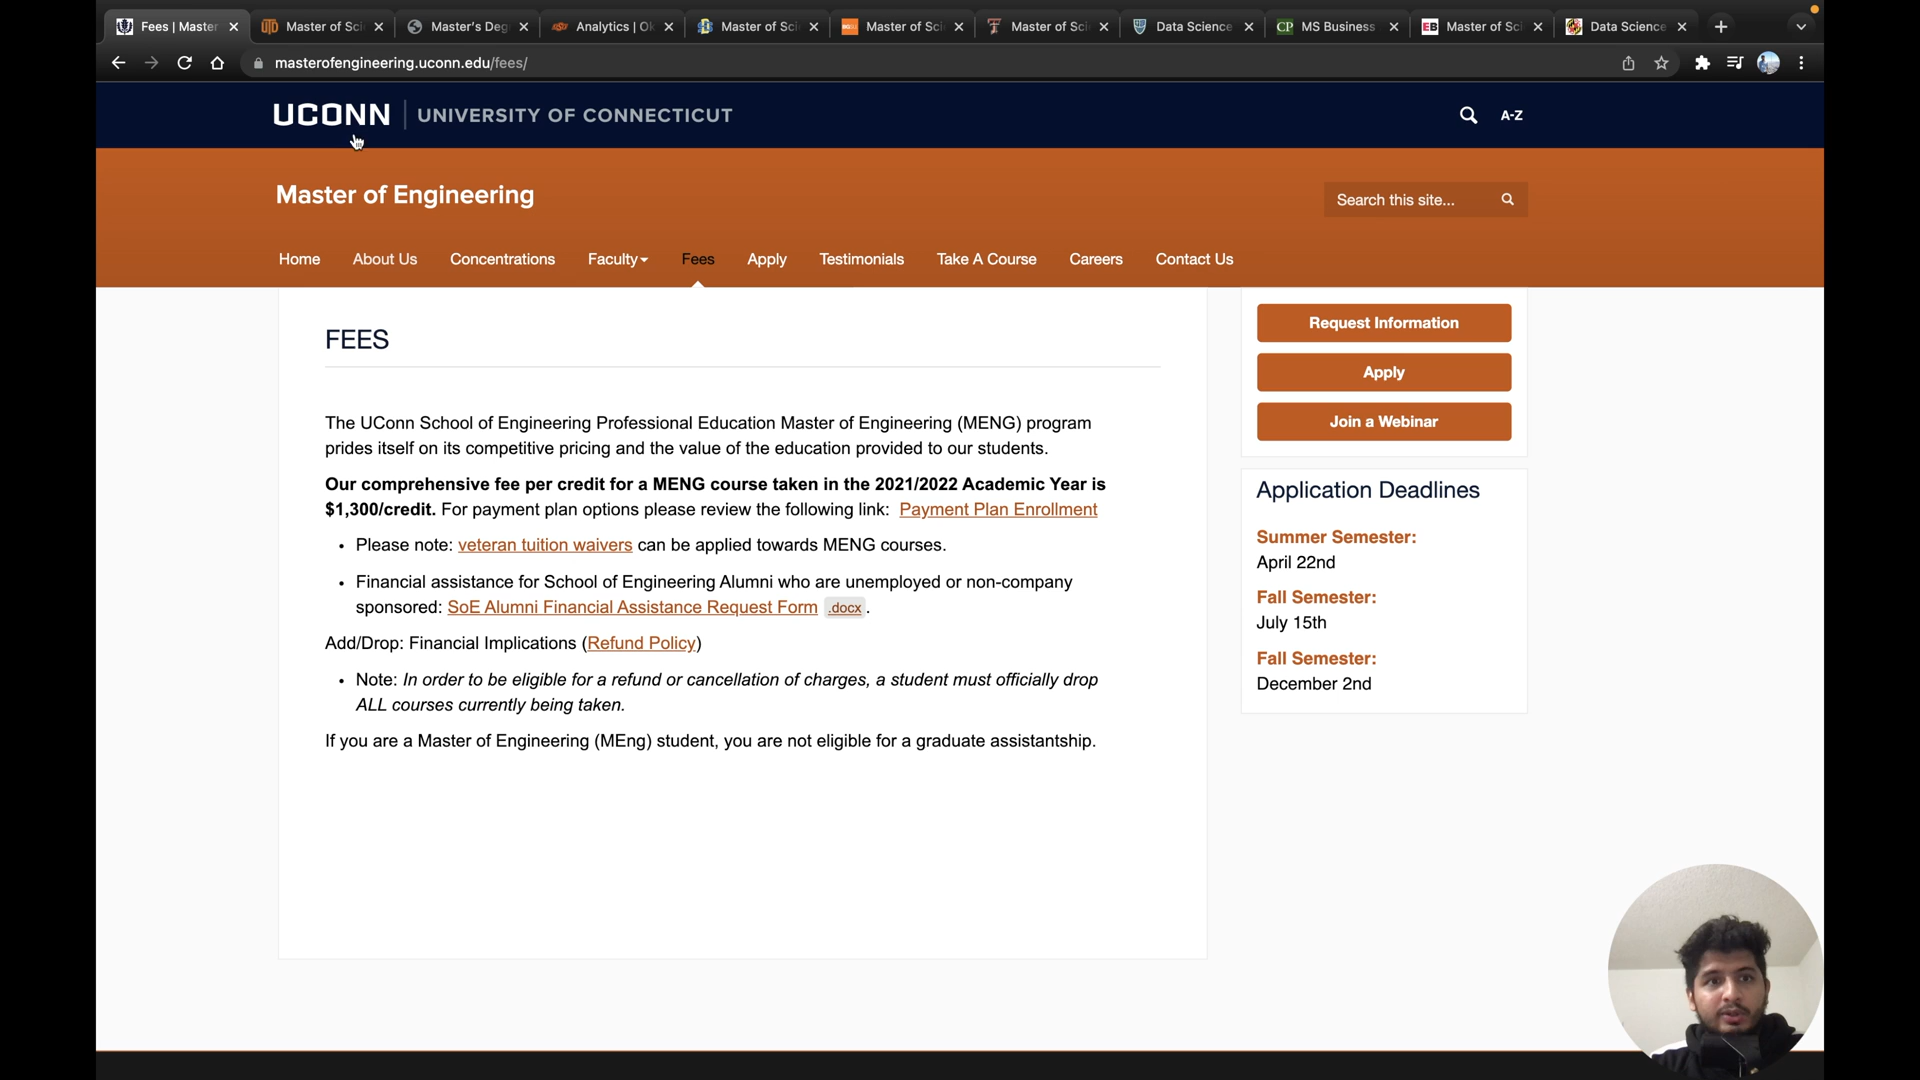 Fees | Master
Master of Sci
Master's Deg
Analytics | Ok
Master of Sci
Master of Sci
Master of Sci
Data Science
MS Business
Master of Sci
Data Science
masterofengineering.uconn.edu/fees/
UCONN | UNIVERSITY OF CONNECTICUT
A-Z
Master of Engineering
Search this site...
Home About Us Concentrations Faculty Fees Apply Testimonials Take A Course Careers Contact Us
FEES
The UConn School of Engineering Professional Education Master of Engineering (MENG) program
prides itself on its competitive pricing and the value of the education provided to our students.
Our comprehensive fee per credit for a MENG course taken in the 2021/2022 Academic Year is
$1,300/credit. For payment plan options please review the following link: Payment Plan Enrollment
• Please note: veteran tuition waivers can be applied towards MENG courses.
• Financial assistance for School of Engineering Alumni who are unemployed or non-company
sponsored: SoE Alumni Financial Assistance Request Form .docx .
Add/Drop: Financial Implications (Refund Policy)
• Note: In order to be eligible for a refund or cancellation of charges, a student must officially drop
ALL courses currently being taken.
If you are a Master of Engineering (MEng) student, you are not eligible for a graduate assistantship.
Request Information
Apply
Join a Webinar
Application Deadlines
Summer Semester:
April 22nd
Fall Semester:
July 15th
Fall Semester:
December 2nd